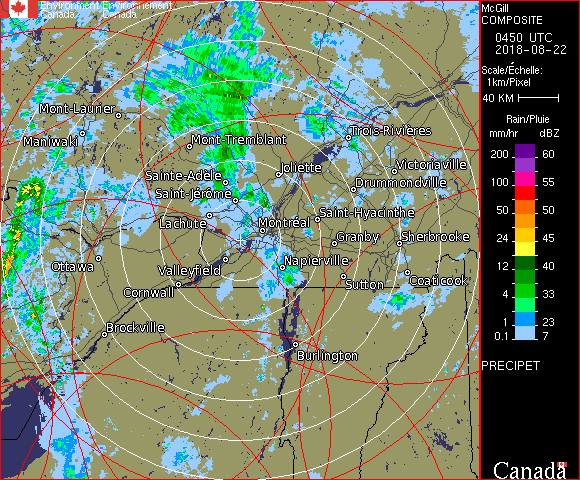 Environment Environnement
Canada Canada
McGill
COMPOSITE
0450 UTC
2018-08-22
Scale/Échelle:
1km/Pixel
40 KM
Rain/Pluie
mm/hr dBZ
200 60
100 55
50 50
24 45
12 40
4 33
1 23
0.1 7
PRECIPET
Canada
Mont-Laurier
Maniwaki
Mont-Tremblant
Trois-Rivières
Sainte-Adèle
Joliette
Victoriaville
Saint-Jérôme
Drummondville
Lachute
Montréal
Saint-Hyacinthe
Granby
Sherbrooke
Ottawa
Valleyfield
Napierville
Cornwall
Sutton
Coaticook
Brockville
Burlington